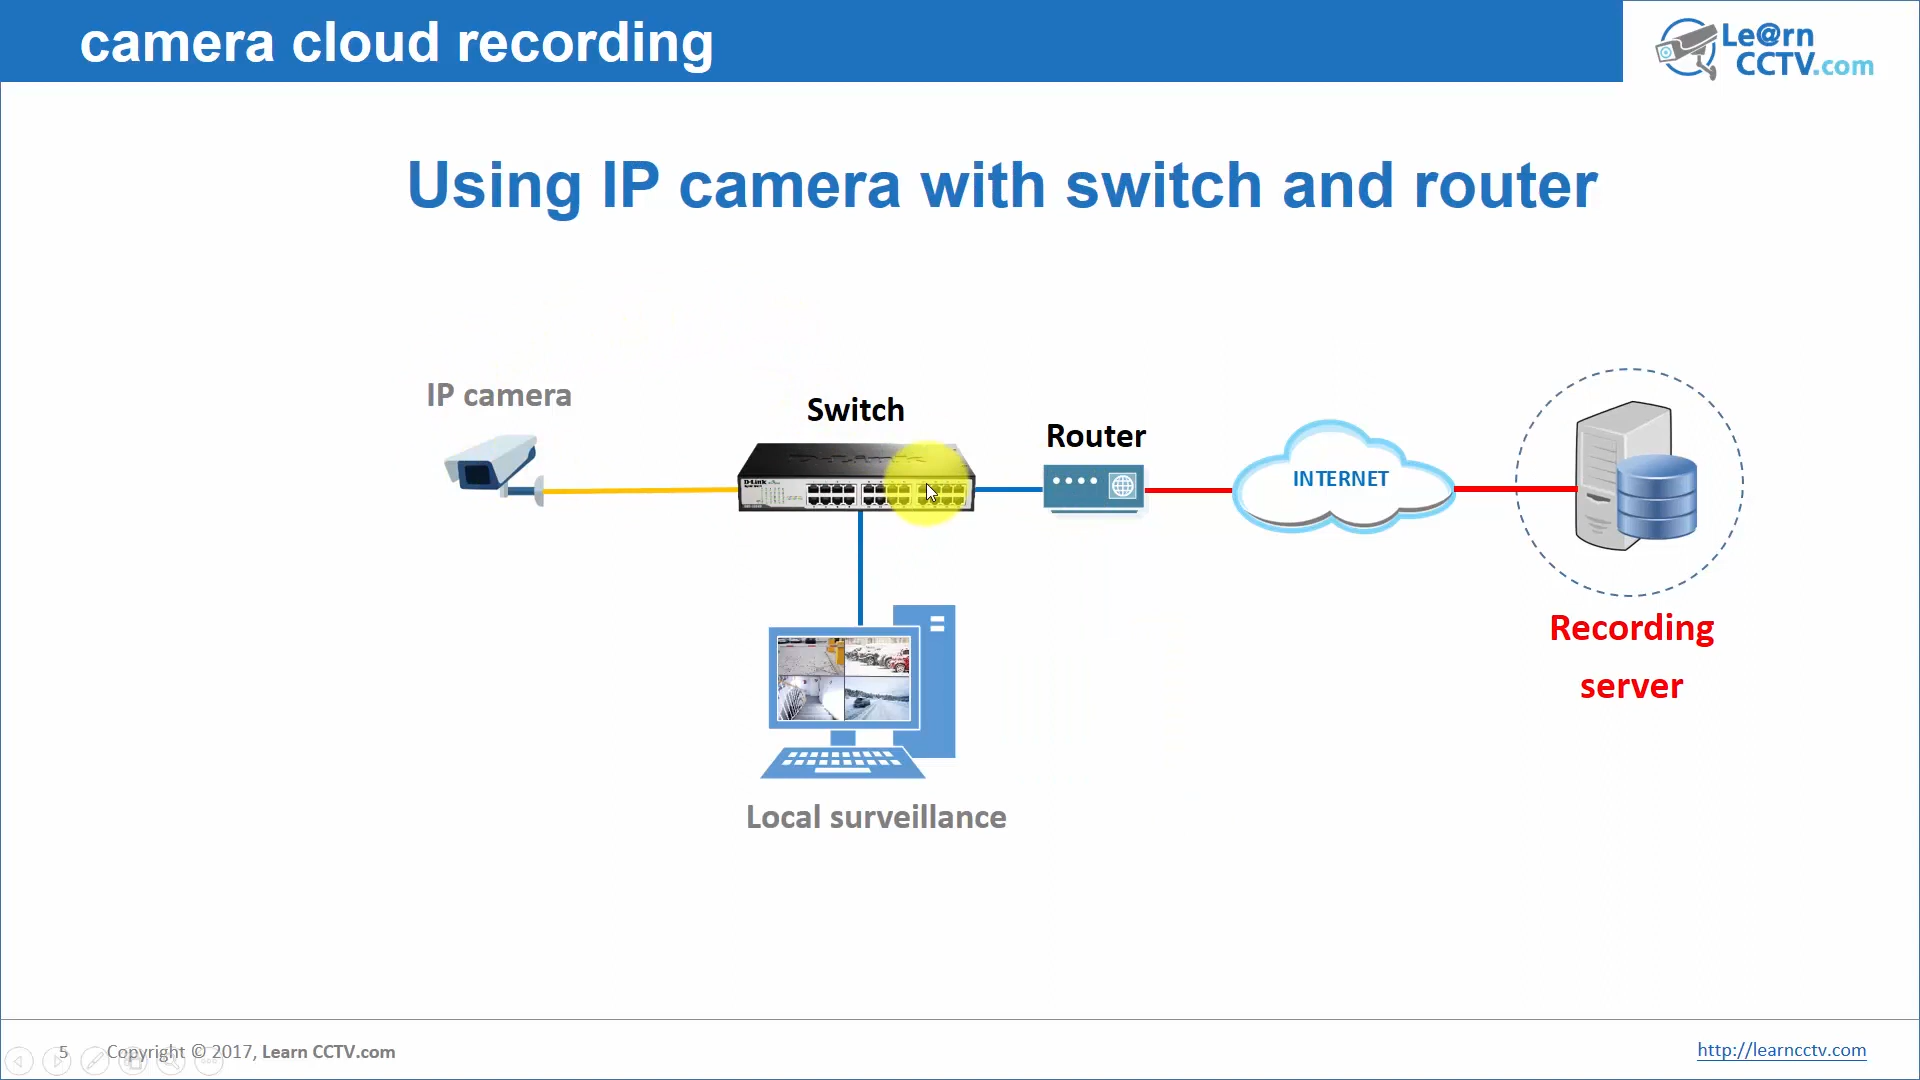 camera cloud recording
Le@rn
CCTV.com
Using IP camera with switch and router
IP camera
Switch
Router
D-Link
INTERNET
Recording
server
Local surveillance
5
Copyright © 2017, Learn CCTV.com
http://learncctv.com